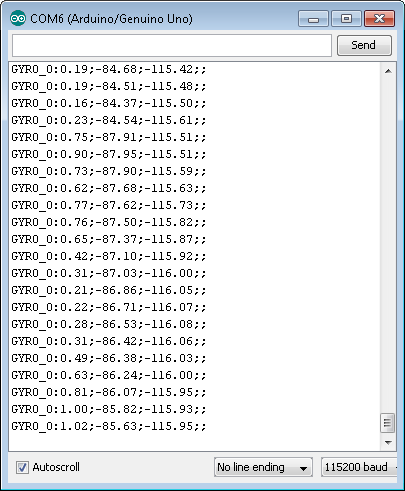 COM6 (Arduino/Genuino Uno)
Send
GYRO_0:0.19;-84.68;-115.42;;
GYRO_0:0.19;-84.51;-115.48;;
GYRO_0:0.16;-84.37;-115.50;;
GYRO_0:0.23;-84.54;-115.61;;
GYRO_0:0.75;-87.91;-115.51;;
GYRO_0:0.90;-87.95;-115.51;;
GYRO_0:0.73;-87.90;-115.59;;
GYRO_0:0.62;-87.68;-115.63;;
GYRO_0:0.77;-87.62;-115.73;;
GYRO_0:0.76;-87.50;-115.82;;
GYRO_0:0.65;-87.37;-115.87;;
GYRO_0:0.42;-87.10;-115.92;;
GYRO_0:0.31;-87.03;-116.00;;
GYRO_0:0.21;-86.86;-116.05;;
GYRO_0:0.22;-86.71;-116.07;;
GYRO_0:0.28;-86.53;-116.08;;
GYRO_0:0.31;-86.42;-116.06;;
GYRO_0:0.49;-86.38;-116.03;;
GYRO_0:0.63;-86.24;-116.00;;
GYRO_0:0.81;-86.07;-115.95;;
GYRO_0:1.00;-85.82;-115.93;;
GYRO_0:1.02;-85.63;-115.95;;
Autoscroll
No line ending
115200 baud